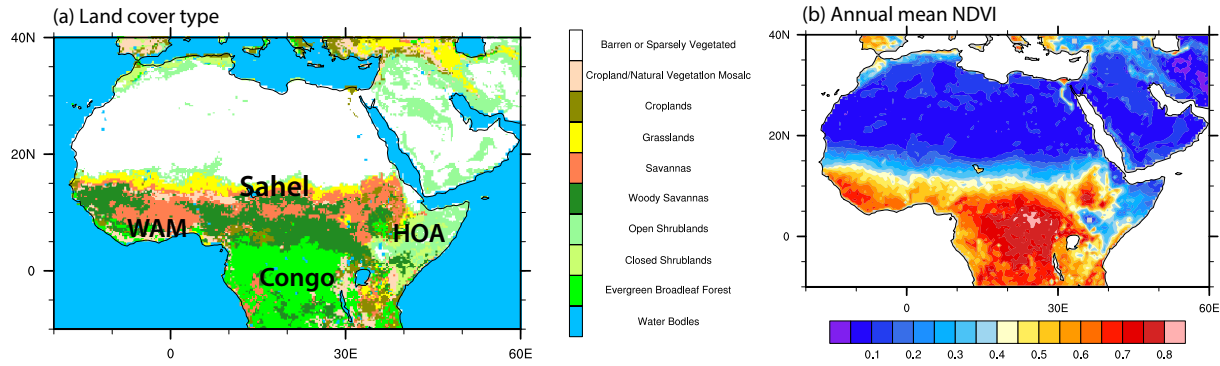 (a) Land cover type
40N
20N
0
0
30E
60E
Sahel
WAM
HOA
Congo
Barren or Sparsely Vegetated
Cropland/Natural Vegetation Mosaic
Croplands
Grasslands
Savannas
Woody Savannas
Open Shrublands
Closed Shrublands
Evergreen Broadleaf Forest
Water Bodies
(b) Annual mean NDVI
40N
20N
0
0
30E
60E
0.1 0.2 0.3 0.4 0.5 0.6 0.7 0.8